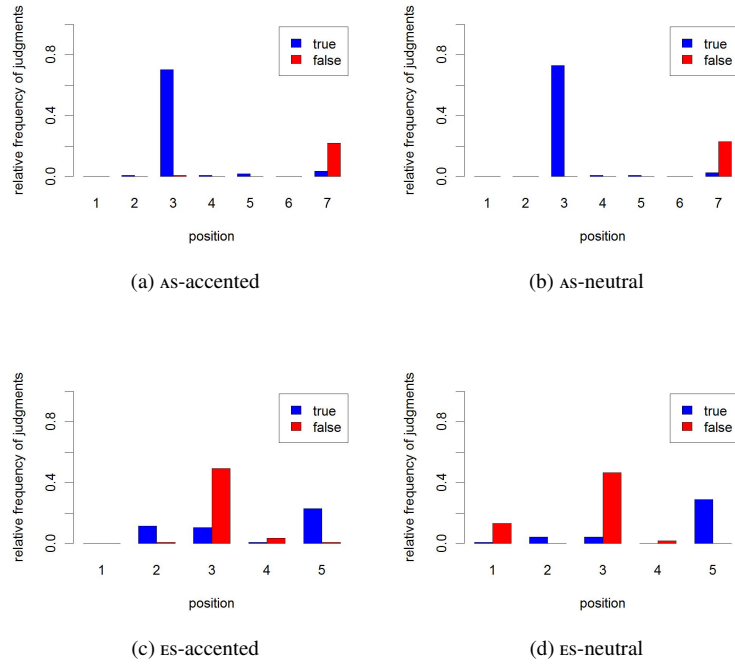 relative frequency of judgments
0.0 0.4 0.8
true
false
1 2 3 4 5 6 7
position
(a) AS-accented
relative frequency of judgments
0.0 0.4 0.8
true
false
1 2 3 4 5 6 7
position
(b) AS-neutral
relative frequency of judgments
0.0 0.4 0.8
true
false
1 2 3 4 5
position
(c) ES-accented
relative frequency of judgments
0.0 0.4 0.8
true
false
1 2 3 4 5
position
(d) ES-neutral